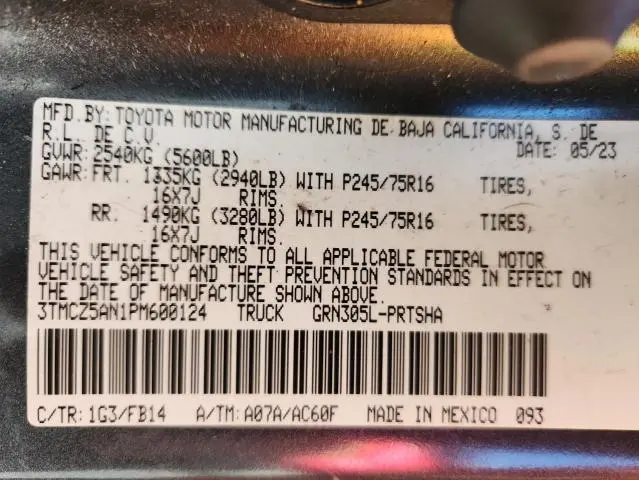 MFD.BY: TOYOTA MOTOR MANUFACTURING DE BAJA CALIFORNIA, S. DE
R.L. DE C.V. DATE: 05/23
GVWR: 2540KG (5600LB)
GAWR: FRT. 1335KG (2940LB) WITH P245/75R16 TIRES,
16X7J RIMS.
RR. 1490KG (3280LB) WITH P245/75R16 TIRES,
16X7J RIMS.
THIS VEHICLE CONFORMS TO ALL APPLICABLE FEDERAL MOTOR
VEHICLE SAFETY AND THEFT PREVENTION STANDARDS IN EFFECT ON
THE DATE OF MANUFACTURE SHOWN ABOVE.
3TMCZ5AN1PM600124 TRUCK GRN305L-PRTSHA
C/TR: 1G3/FB14 A/TM: A07A/AC60F MADE IN MEXICO 093